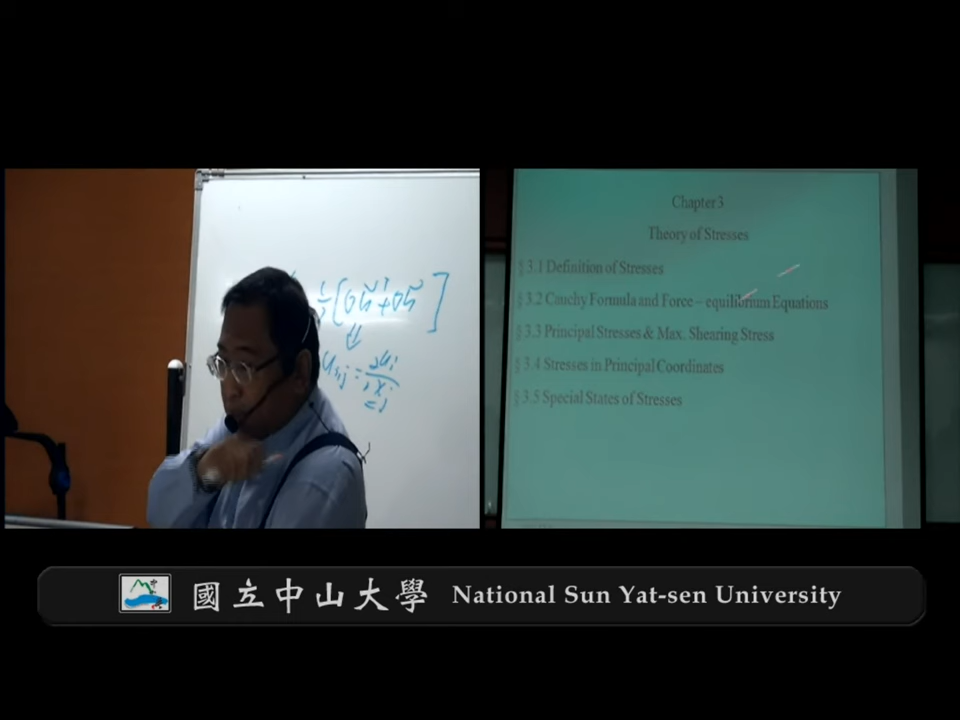 Chapter 3
Theory of Stresses
§ 3.1 Definition of Stresses
§ 3.2 Cauchy Formula and Force – equilibrium Equations
§ 3.3 Principal Stresses & Max. Shearing Stress
§ 3.4 Stresses in Principal Coordinates
§ 3.5 Special States of Stresses
國立中山大學 National Sun Yat-sen University